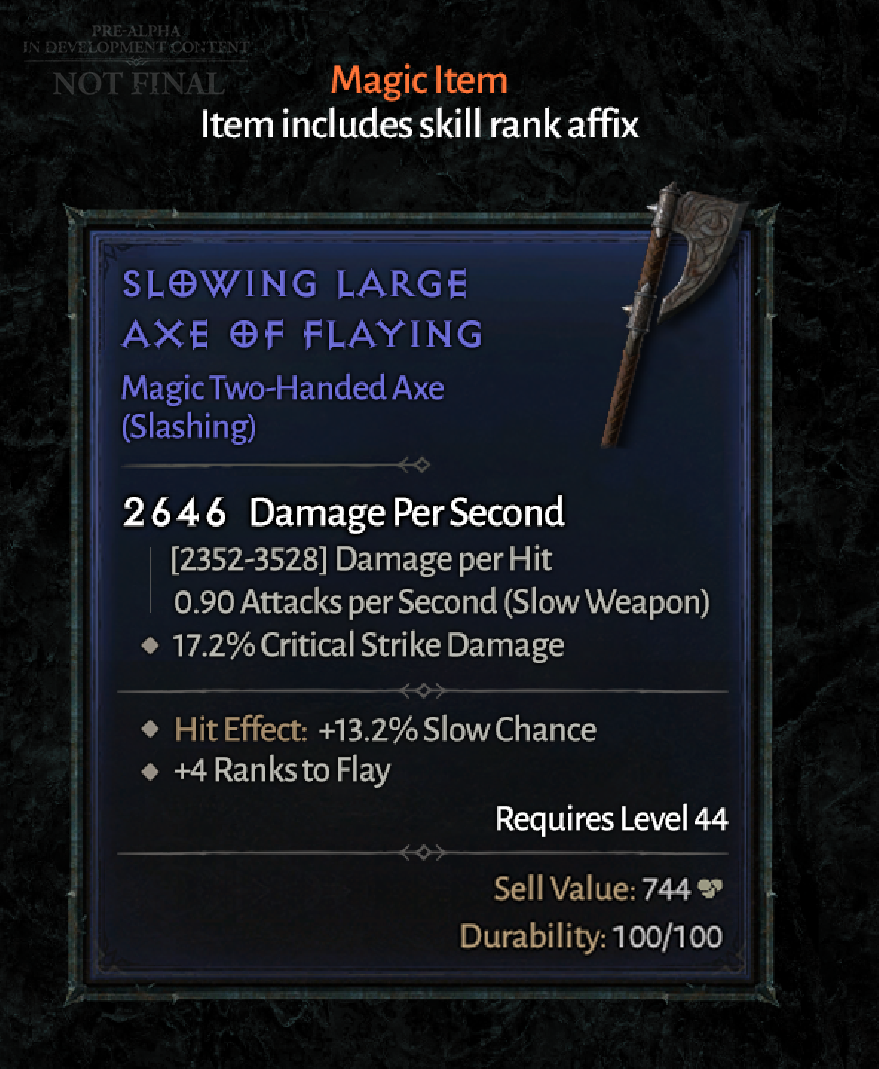 PRE-ALPHA
IN DEVELOPMENT CONTENT
NOT FINAL
Magic Item
Item includes skill rank affix
SLOWING LARGE
AXE OF FLAYING
Magic Two-Handed Axe
(Slashing)
2646 Damage Per Second
[2352-3528] Damage per Hit
0.90 Attacks per Second (Slow Weapon)
17.2% Critical Strike Damage
Hit Effect: +13.2% Slow Chance
+4 Ranks to Flay
Requires Level 44
Sell Value: 744
Durability: 100/100